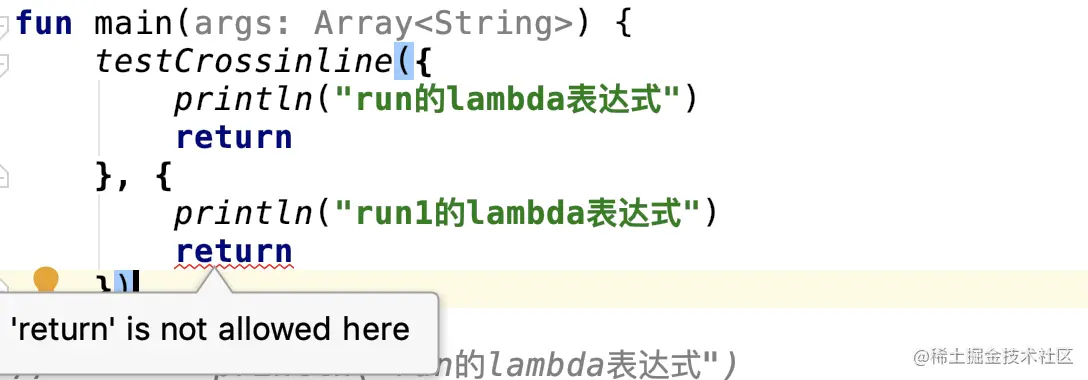 fun main(args: Array<String>) {
testCrossinline({
println("run的lambda表达式")
return
}, {
println("run1的lambda表达式")
return
})
'return' is not allowed here
的lambda表达式")
@稀土掘金技术社区